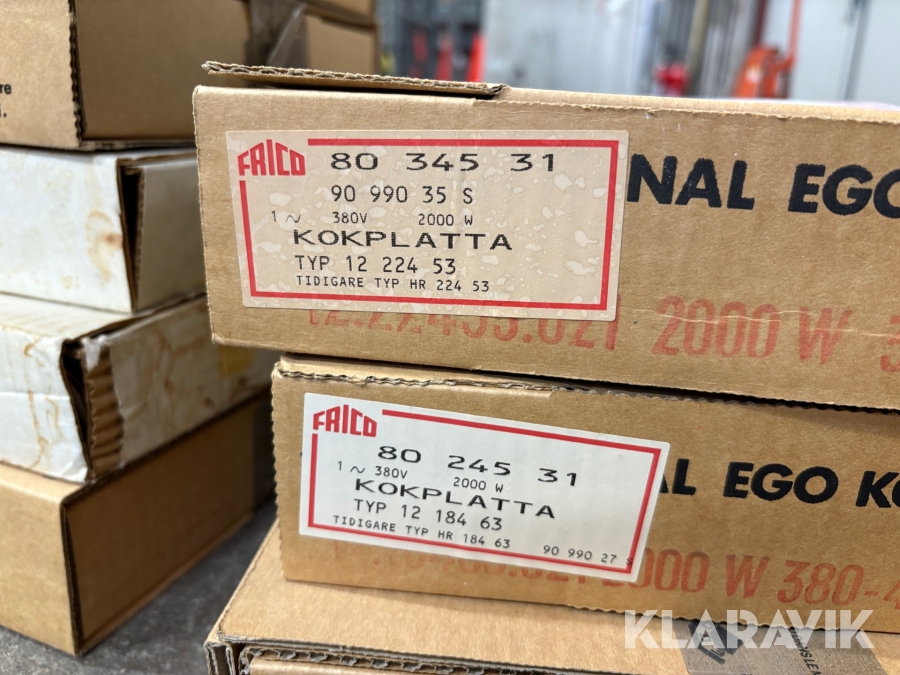 FRICO 80 345 31
90 990 35 S
1 ~ 380V 2000 W
KOKPLATTA
TYP 12 224 53
TIDIGARE TYP HR 224 53
NAL EGO
2000 W
FRICO
80 245 31
1 ~ 380V 2000 W
KOKPLATTA
TYP 12 184 63
TIDIGARE TYP HR 184 63 90 990 27 S
AL EGO K
000 W 380-4
KLARAVIK